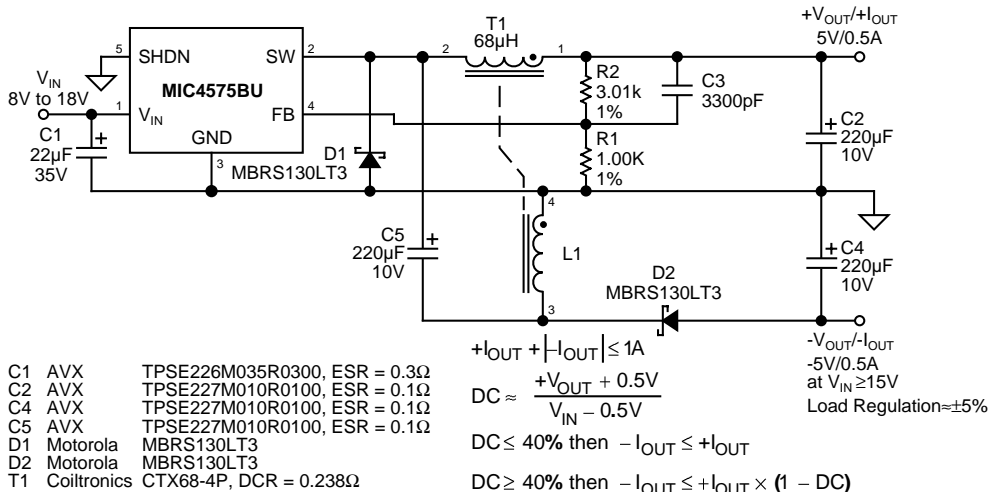 +V_OUT/+I_OUT
5V/0.5A
T1
68µH
5
SHDN
SW
2
2
1
V_IN
8V to 18V
MIC4575BU
R2
3.01k
1%
C3
3300pF
1
V_IN
FB
4
C1
22µF
35V
+
GND
3
D1
MBRS130LT3
R1
1.00K
1%
+
C2
220µF
10V
4
C5
220µF
10V
+
L1
+
C4
220µF
10V
D2
MBRS130LT3
3
-V_OUT/-I_OUT
-5V/0.5A
at V_IN ≥15V
Load Regulation≈±5%
+I_OUT + |–I_OUT| ≤ 1A
DC ≈ +V_OUT + 0.5V
V_IN – 0.5V
DC ≤ 40% then – I_OUT ≤ +I_OUT
DC ≥ 40% then – I_OUT ≤ +I_OUT × (1 – DC)
C1 AVX TPSE226M035R0300, ESR = 0.3Ω
C2 AVX TPSE227M010R0100, ESR = 0.1Ω
C4 AVX TPSE227M010R0100, ESR = 0.1Ω
C5 AVX TPSE227M010R0100, ESR = 0.1Ω
D1 Motorola MBRS130LT3
D2 Motorola MBRS130LT3
T1 Coiltronics CTX68-4P, DCR = 0.238Ω